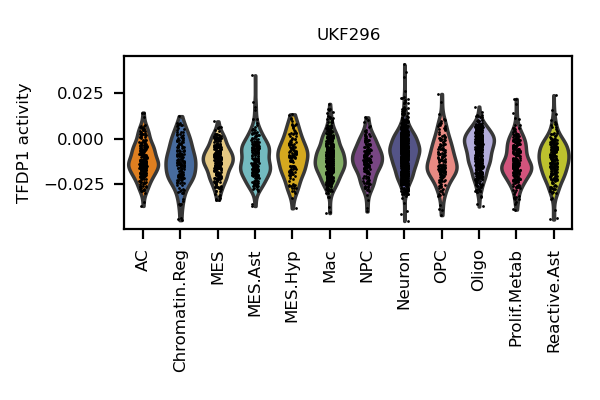 UKF296
TFDP1 activity
0.025
0.000
−0.025
AC
Chromatin.Reg
MES
MES.Ast
MES.Hyp
Mac
NPC
Neuron
OPC
Oligo
Prolif.Metab
Reactive.Ast